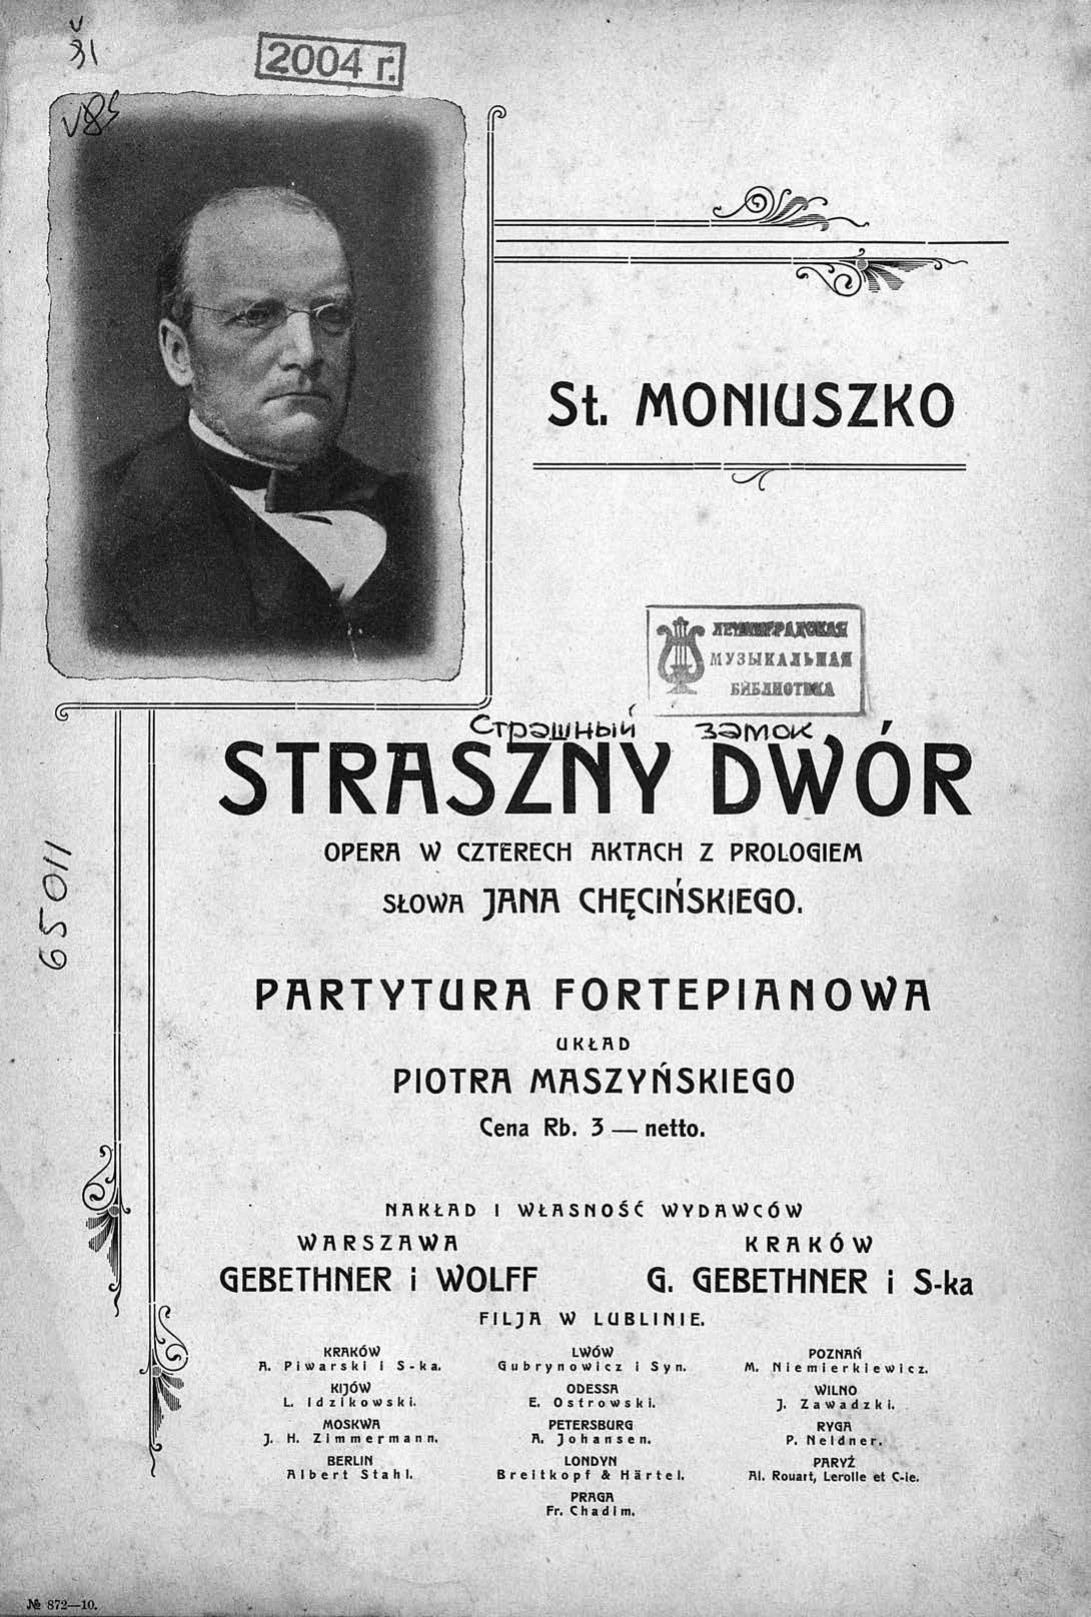 v
31
2004 г.
v85
St. MONIUSZKO
ЛЕНИНГРАДСКАЯ
МУЗЫКАЛЬНАЯ
БИБЛИОТЕКА
Страшный замок
STRASZNY DWÓR
OPERA W CZTERECH AKTACH Z PROLOGIEM
SŁOWA JANA CHĘCIŃSKIEGO.
65011
PARTYTURA FORTEPIANOWA
UKŁAD
PIOTRA MASZYŃSKIEGO
Cena Rb. 3 — netto.
NAKŁAD I WŁASNOŚĆ WYDAWCÓW
WARSZAWA
GEBETHNER i WOLFF
KRAKÓW
G. GEBETHNER i S-ka
FILJA W LUBLINIE.
KRAKÓW
A. Piwarski i S-ka.
LWÓW
Gubrynowicz i Syn.
POZNAŃ
M. Niemierkiewicz.
KIJÓW
L. Idzikowski.
ODESSA
E. Ostrowski.
WILNO
J. Zawadzki.
MOSKWA
J. H. Zimmermann.
PETERSBURG
A. Johansen.
RYGA
P. Neldner.
BERLIN
Albert Stahl.
LONDYN
Breitkopf & Härtel.
PARYŻ
Al. Rouart, Lerolle et C-ie.
PRAGA
Fr. Chadim.
№ 872—10.